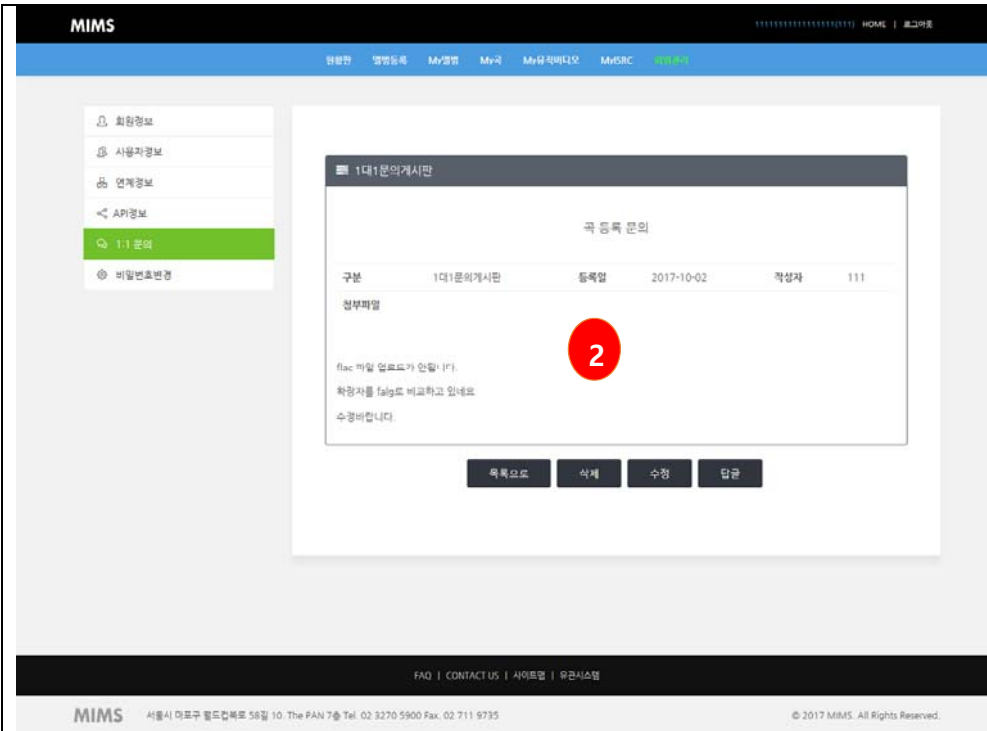 MIMS
11111111111111111(111) HOME | 로그아웃
현황판 앨범등록 My앨범 My곡 My뮤직비디오 MyISRC 회원관리
회원정보
사용자정보
연계정보
API정보
1:1 문의
비밀번호변경
1대1문의게시판
곡 등록 문의
구분 1대1문의게시판 등록일 2017-10-02 작성자 111
첨부파일
2
flac 파일 업로드가 안됩니다.
확장자를 falg로 비교하고 있네요
수정바랍니다.
목록으로 삭제 수정 답글
FAQ | CONTACT US | 사이트맵 | 유관시스템
MIMS 서울시 마포구 월드컵북로 58길 10. The PAN 7층 Tel. 02 3270 5900 Fax. 02 711 9735 © 2017 MIMS. All Rights Reserved.